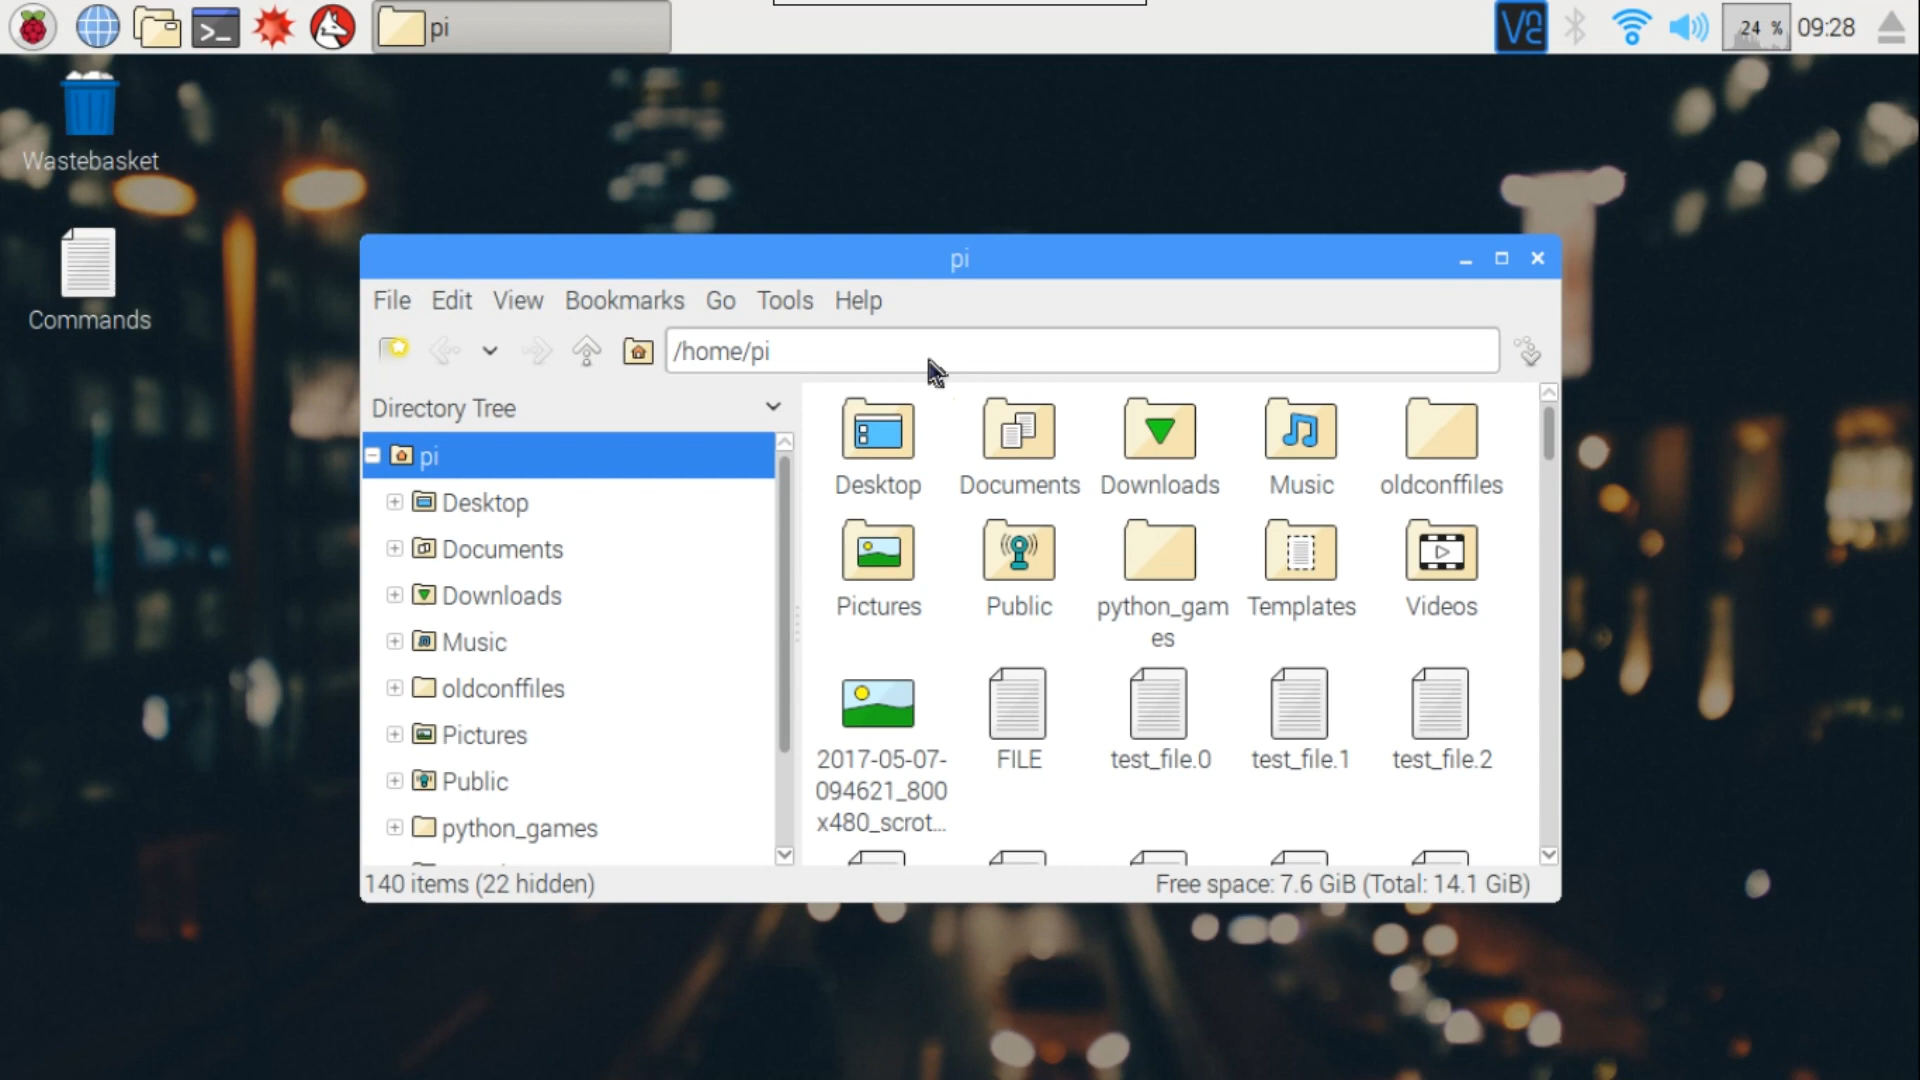 pi
VNC
24 %
09:28
Wastebasket
Commands
pi
File Edit View Bookmarks Go Tools Help
/home/pi
Directory Tree
pi
Desktop
Documents
Downloads
Music
oldconffiles
Pictures
Public
python_games
Desktop Documents Downloads Music oldconffiles
Pictures Public python_gam Templates Videos
es
2017-05-07- FILE test_file.0 test_file.1 test_file.2
094621_800
x480_scrot...
140 items (22 hidden)
Free space: 7.6 GiB (Total: 14.1 GiB)